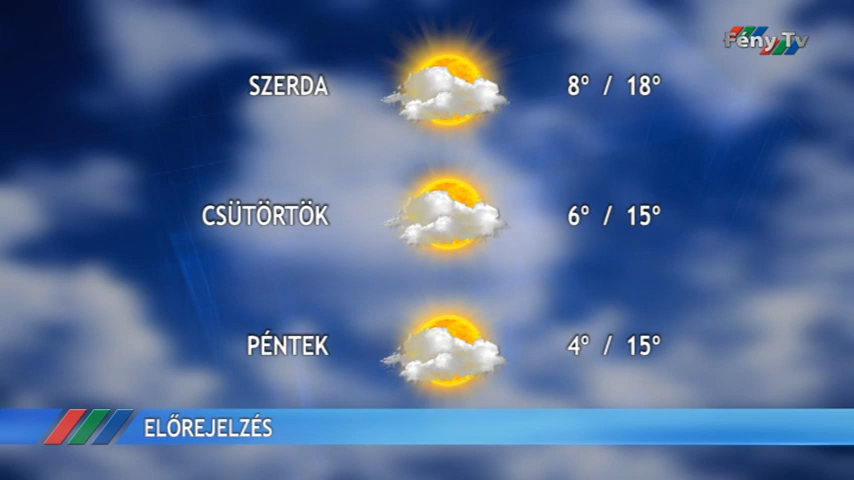 Fény Tv
SZERDA 8° / 18°
CSÜTÖRTÖK 6° / 15°
PÉNTEK 4° / 15°
ELŐREJELZÉS